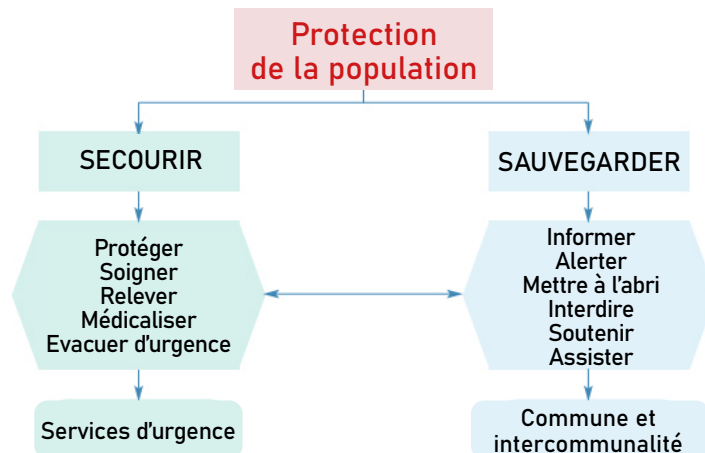 Protection
de la population
SECOURIR
SAUVEGARDER
Protéger
Soigner
Relever
Médicaliser
Evacuer d'urgence
Informer
Alerter
Mettre à l'abri
Interdire
Soutenir
Assister
Services d'urgence
Commune et
intercommunalité